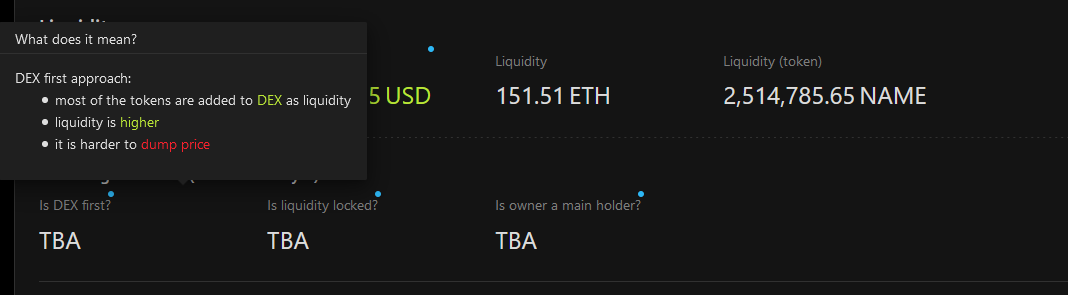 What does it mean?
DEX first approach:
most of the tokens are added to DEX as liquidity
liquidity is higher
it is harder to dump price
5 USD
Liquidity
151.51 ETH
Liquidity (token)
2,514,785.65 NAME
Is DEX first?
TBA
Is liquidity locked?
TBA
Is owner a main holder?
TBA